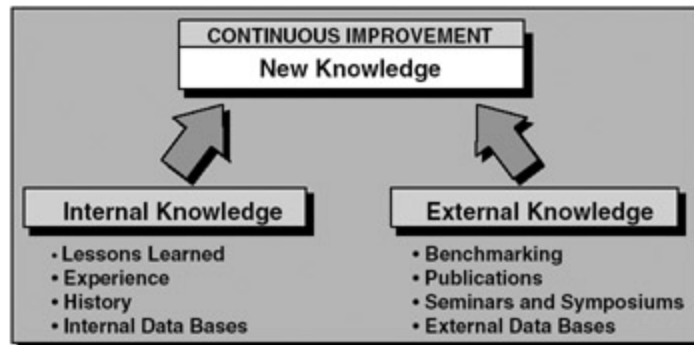 CONTINUOUS IMPROVEMENT
New Knowledge
Internal Knowledge
• Lessons Learned
• Experience
• History
• Internal Data Bases
External Knowledge
• Benchmarking
• Publications
• Seminars and Symposiums
• External Data Bases